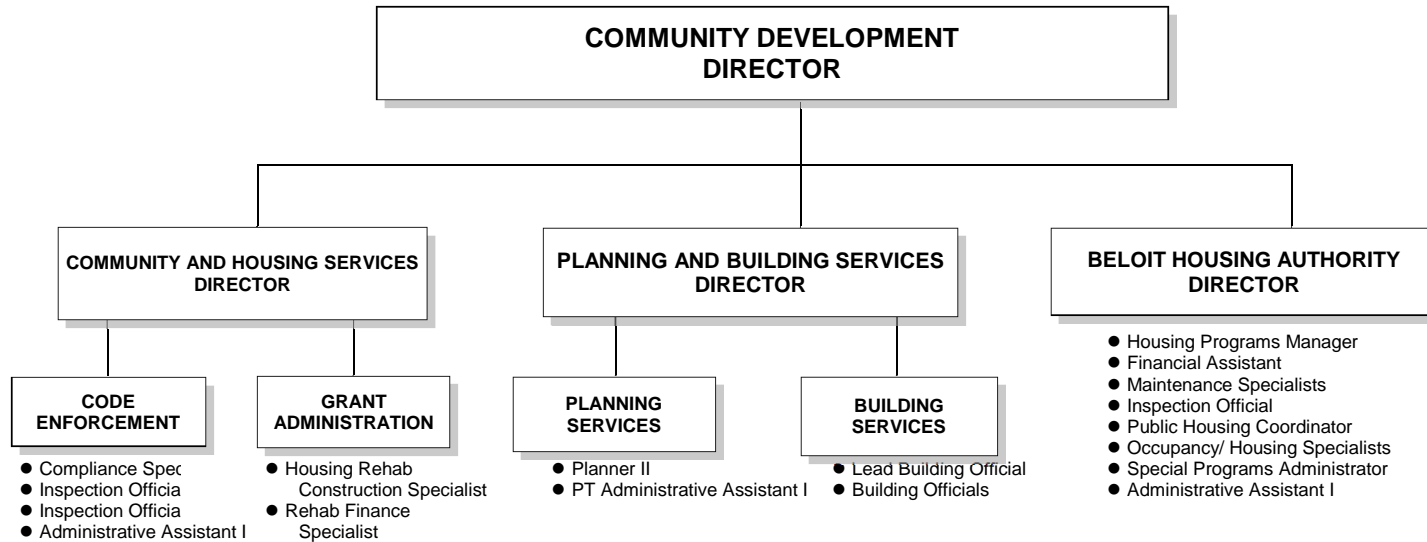 COMMUNITY DEVELOPMENT
DIRECTOR
COMMUNITY AND HOUSING SERVICES
DIRECTOR
PLANNING AND BUILDING SERVICES
DIRECTOR
BELOIT HOUSING AUTHORITY
DIRECTOR
CODE
ENFORCEMENT
● Compliance
● Inspection
● Inspection
● Administrative Assistant I
GRANT
ADMINISTRATION
● Housing Rehab
Construction Specialist
● Rehab Finance
Specialist
PLANNING
SERVICES
● Planner II
● PT Administrative Assistant I
BUILDING
SERVICES
● Lead Building Official
● Building Officials
● Housing Programs Manager
● Financial Assistant
● Maintenance Specialists
● Inspection Official
● Public Housing Coordinator
● Occupancy/ Housing Specialists
● Special Programs Administrator
● Administrative Assistant I